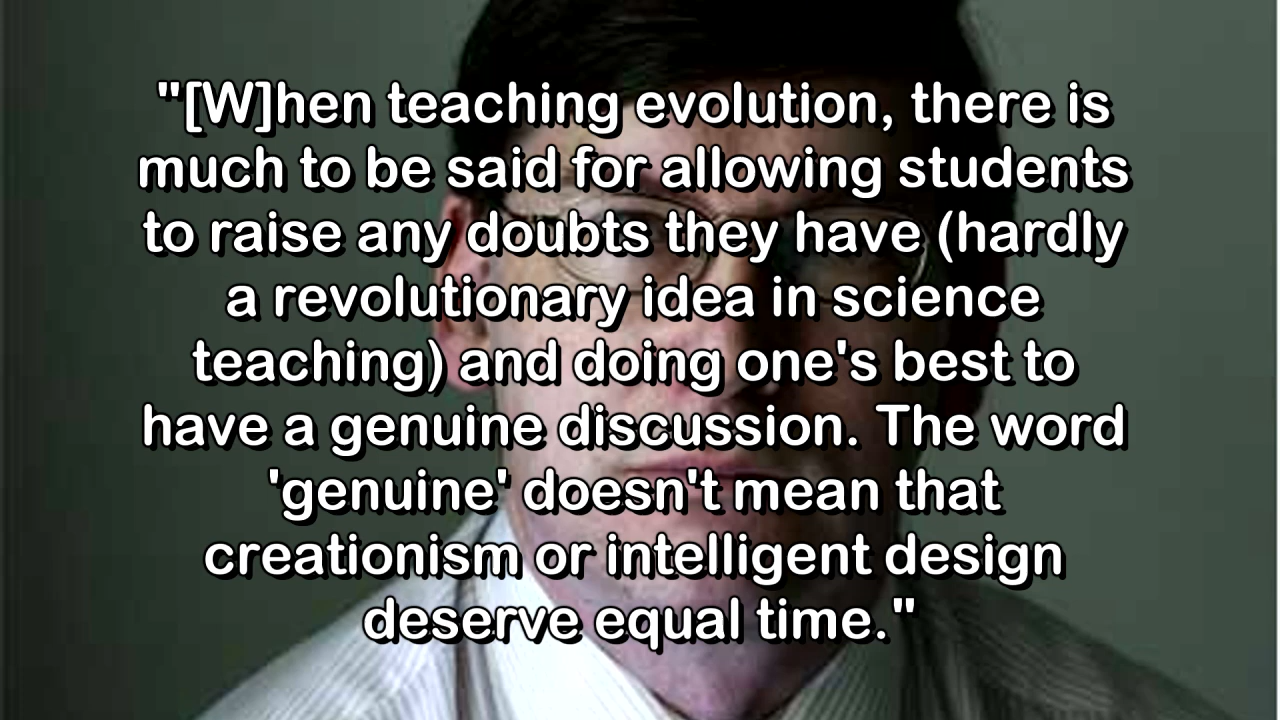 "[W]hen teaching evolution, there is
much to be said for allowing students
to raise any doubts they have (hardly
a revolutionary idea in science
teaching) and doing one's best to
have a genuine discussion. The word
'genuine' doesn't mean that
creationism or intelligent design
deserve equal time."